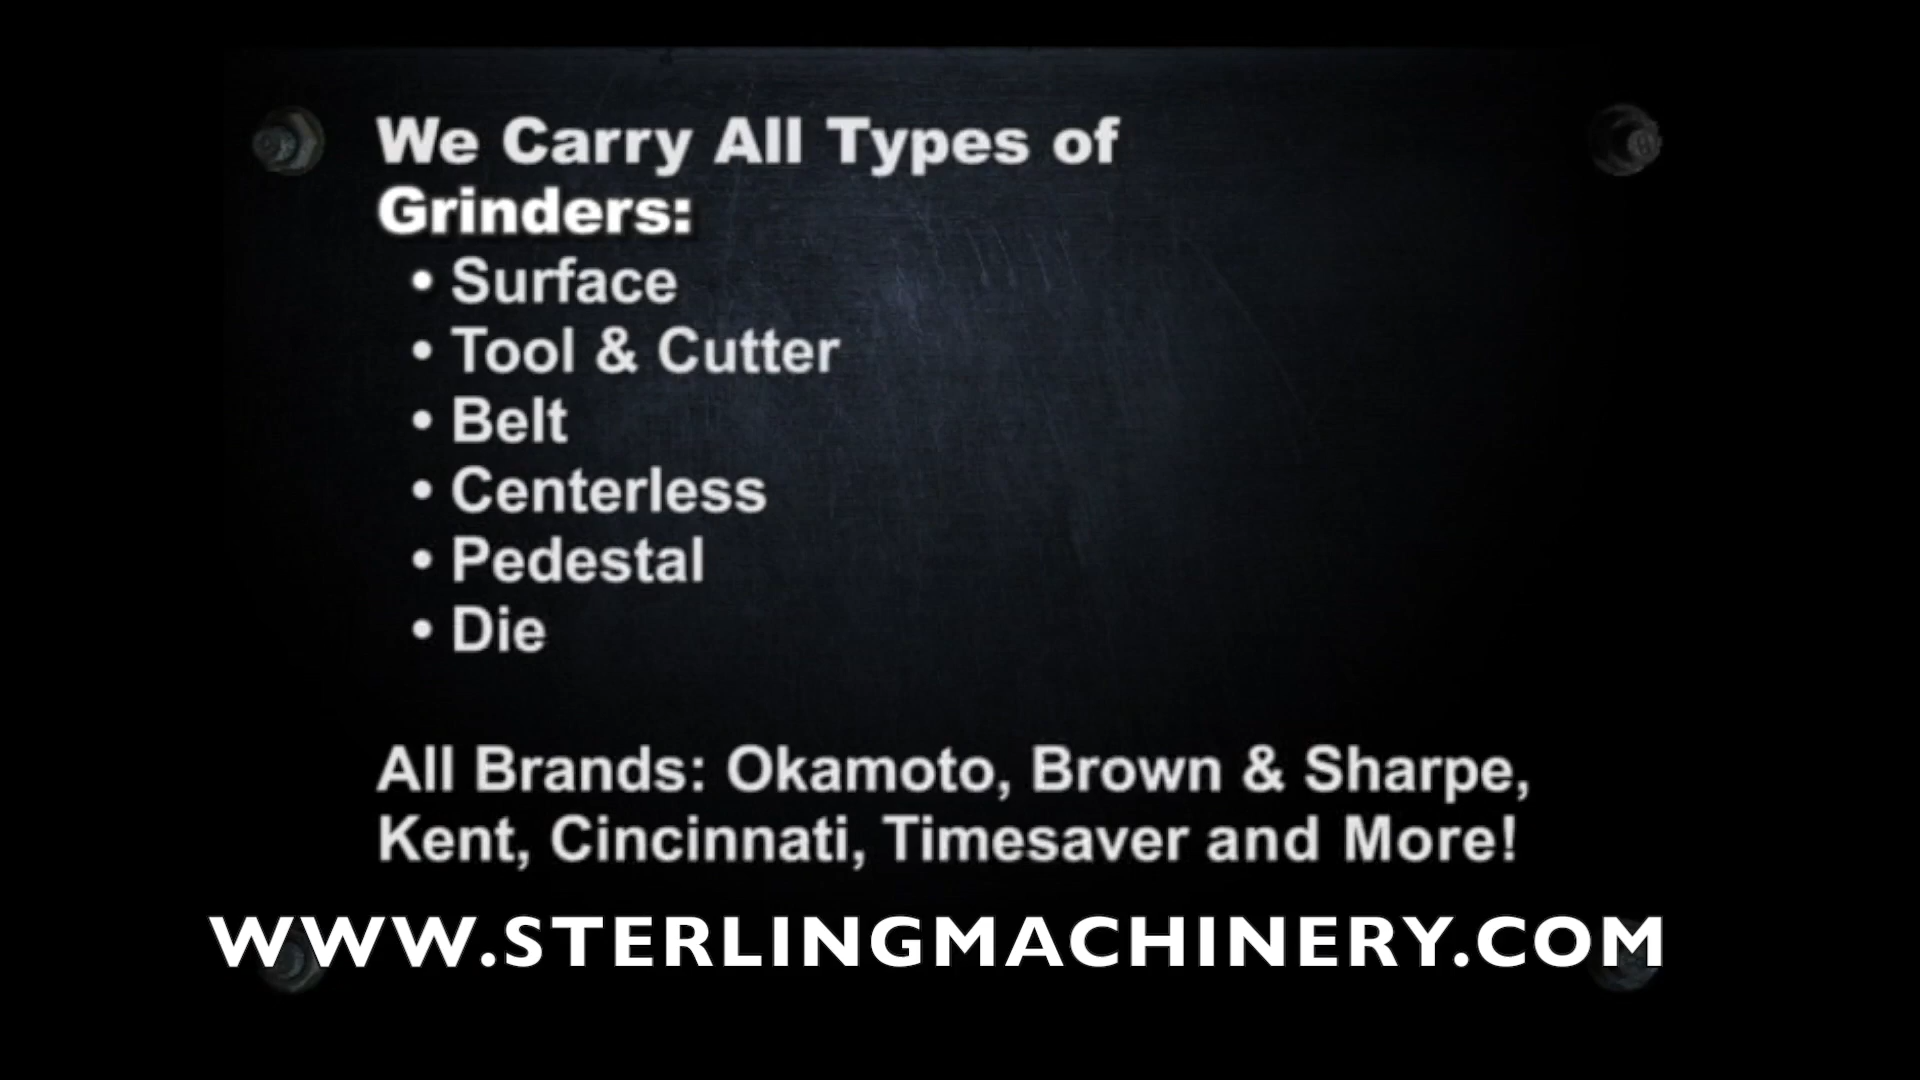 We Carry All Types of
Grinders:
• Surface
• Tool & Cutter
• Belt
• Centerless
• Pedestal
• Die
All Brands: Okamoto, Brown & Sharpe,
Kent, Cincinnati, Timesaver and More!
WWW.STERLINGMACHINERY.COM